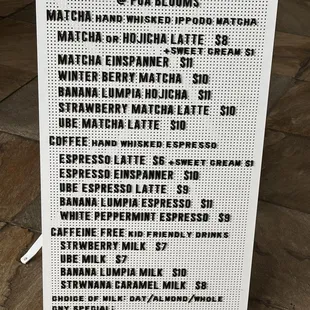 @ PUA BLOOMS
MATCHA HAND WHISKED IPPODO MATCHA
MATCHA OR HOJICHA LATTE $8
+SWEET CREAM $1
MATCHA EINSPANNER $11
WINTER BERRY MATCHA $10
BANANA LUMPIA HOJICHA $11
STRAWBERRY MATCHA LATTE $10
UBE MATCHA LATTE $10
COFFEE HAND WHISKED ESPRESSO
ESPRESSO LATTE $6 +SWEET CREAM $1
ESPRESSO EINSPANNER $10
UBE ESPRESSO LATTE $9
BANANA LUMPIA ESPRESSO $11
WHITE PEPPERMINT ESPRESSO $9
CAFFEINE FREE KID FRIENDLY DRINKS
STRWBERRY MILK $7
UBE MILK $7
BANANA LUMPIA MILK $10
STRWNANA CARAMEL MILK $8
CHOICE OF MILK: OAT/ALMOND/WHOLE
GNY SPECIAL: